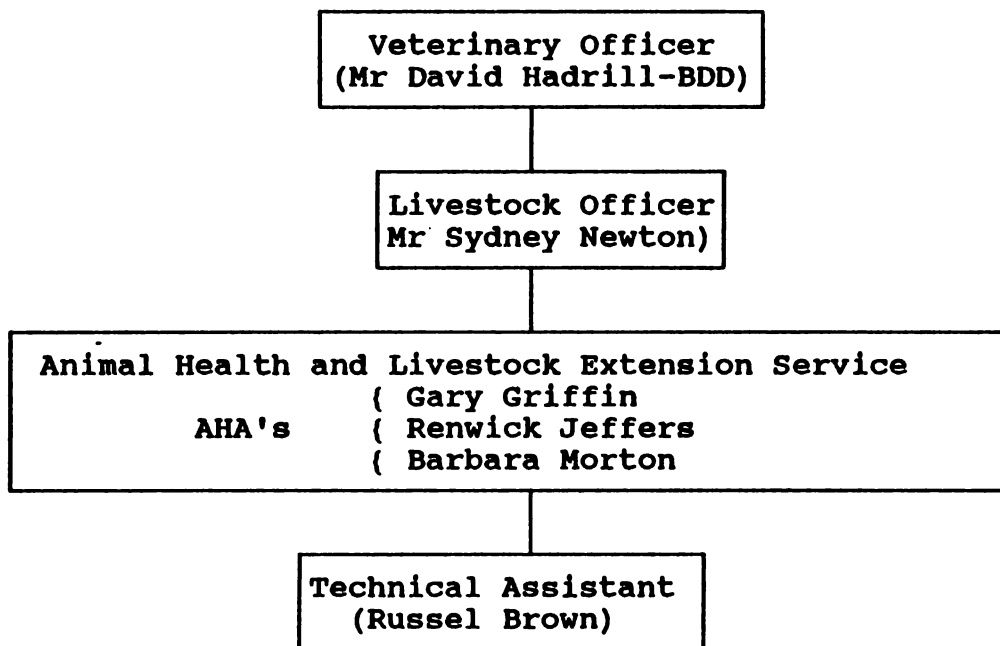 Veterinary Officer
(Mr David Hadrill-BDD)
Livestock Officer
Mr Sydney Newton)
Animal Health and Livestock Extension Service
( Gary Griffin
AHA's ( Renwick Jeffers
( Barbara Morton
Technical Assistant
(Russel Brown)